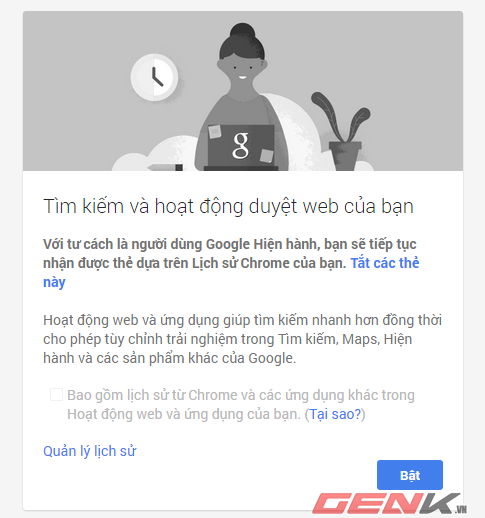 g
Tìm kiếm và hoạt động duyệt web của bạn
Với tư cách là người dùng Google Hiện hành, bạn sẽ tiếp tục
nhận được thẻ dựa trên Lịch sử Chrome của bạn. Tắt các thẻ
này
Hoạt động web và ứng dụng giúp tìm kiếm nhanh hơn đồng thời
cho phép tùy chỉnh trải nghiệm trong Tìm kiếm, Maps, Hiện
hành và các sản phẩm khác của Google.
Bao gồm lịch sử từ Chrome và các ứng dụng khác trong
Hoạt động web và ứng dụng của bạn. (Tại sao?)
Quản lý lịch sử
Bật
GENK.VN